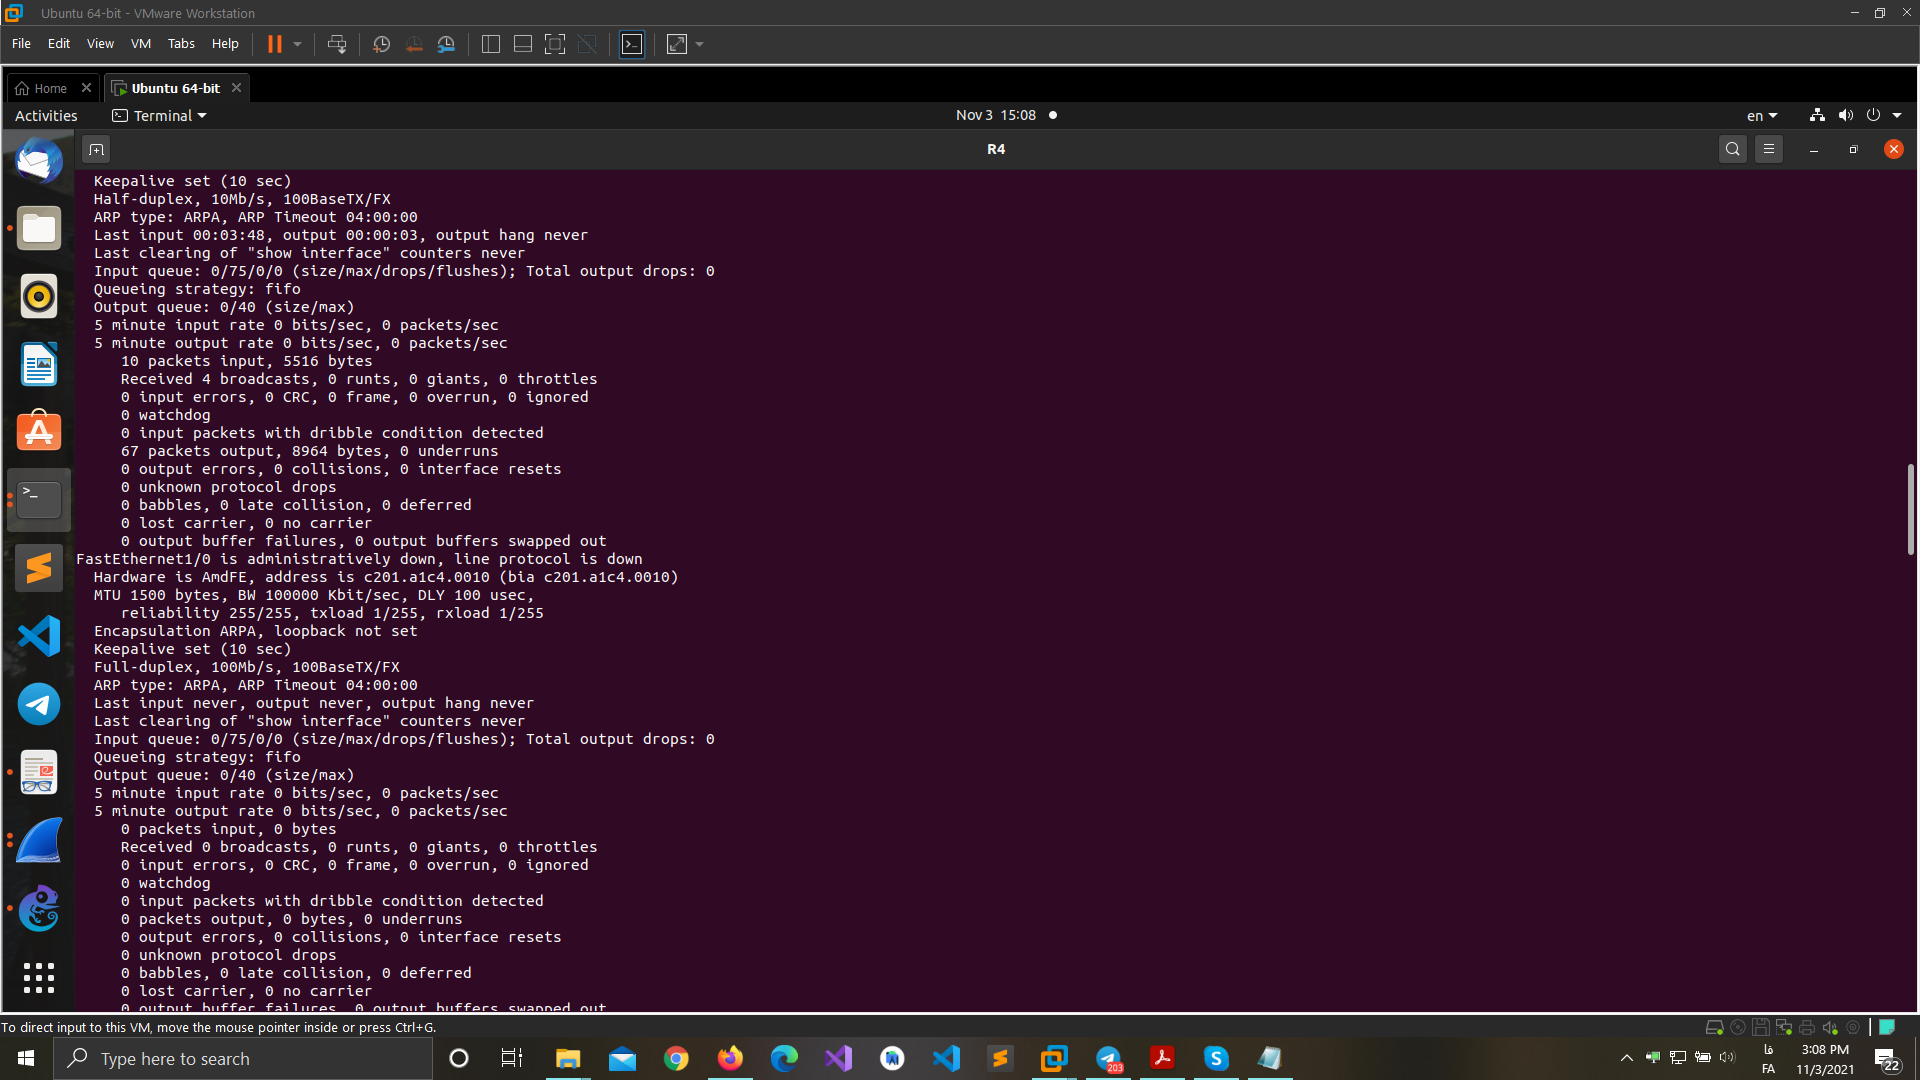 Ubuntu 64-bit - VMware Workstation
File Edit View VM Tabs Help
Home
Ubuntu 64-bit
Activities
Terminal
Nov 3 15:08
en
R4
Keepalive set (10 sec)
Half-duplex, 10Mb/s, 100BaseTX/FX
ARP type: ARPA, ARP Timeout 04:00:00
Last input 00:03:48, output 00:00:03, output hang never
Last clearing of "show interface" counters never
Input queue: 0/75/0/0 (size/max/drops/flushes); Total output drops: 0
Queueing strategy: fifo
Output queue: 0/40 (size/max)
5 minute input rate 0 bits/sec, 0 packets/sec
5 minute output rate 0 bits/sec, 0 packets/sec
10 packets input, 5516 bytes
Received 4 broadcasts, 0 runts, 0 giants, 0 throttles
0 input errors, 0 CRC, 0 frame, 0 overrun, 0 ignored
0 watchdog
0 input packets with dribble condition detected
67 packets output, 8964 bytes, 0 underruns
0 output errors, 0 collisions, 0 interface resets
0 unknown protocol drops
0 babbles, 0 late collision, 0 deferred
0 lost carrier, 0 no carrier
0 output buffer failures, 0 output buffers swapped out
FastEthernet1/0 is administratively down, line protocol is down
Hardware is AmdFE, address is c201.a1c4.0010 (bia c201.a1c4.0010)
MTU 1500 bytes, BW 100000 Kbit/sec, DLY 100 usec,
reliability 255/255, txload 1/255, rxload 1/255
Encapsulation ARPA, loopback not set
Keepalive set (10 sec)
Full-duplex, 100Mb/s, 100BaseTX/FX
ARP type: ARPA, ARP Timeout 04:00:00
Last input never, output never, output hang never
Last clearing of "show interface" counters never
Input queue: 0/75/0/0 (size/max/drops/flushes); Total output drops: 0
Queueing strategy: fifo
Output queue: 0/40 (size/max)
5 minute input rate 0 bits/sec, 0 packets/sec
5 minute output rate 0 bits/sec, 0 packets/sec
0 packets input, 0 bytes
Received 0 broadcasts, 0 runts, 0 giants, 0 throttles
0 input errors, 0 CRC, 0 frame, 0 overrun, 0 ignored
0 watchdog
0 input packets with dribble condition detected
0 packets output, 0 bytes, 0 underruns
0 output errors, 0 collisions, 0 interface resets
0 unknown protocol drops
0 babbles, 0 late collision, 0 deferred
0 lost carrier, 0 no carrier
0 output buffer failures, 0 output buffers swapped out
To direct input to this VM, move the mouse pointer inside or press Ctrl+G.
Type here to search
203
فا
FA
3:08 PM
11/3/2021
22